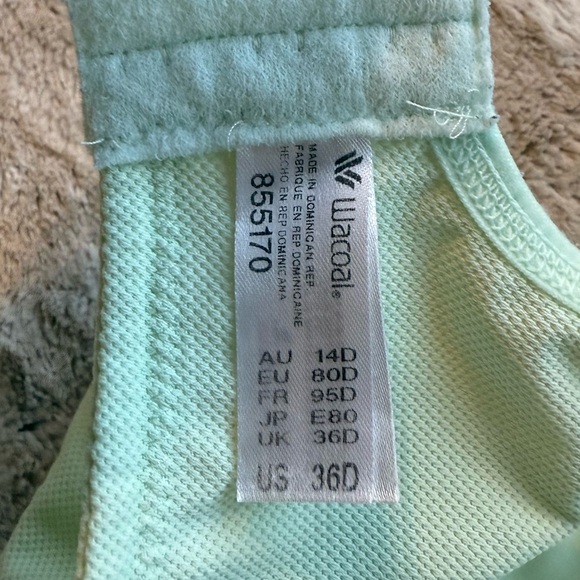 wacoal®
MADE IN DOMINICAN REP
FABRIQUE EN REP DOMINICAINE
HECHO EN REP DOMINICANA
855170
AU 14D
EU 80D
FR 95D
JP E80
UK 36D
US 36D